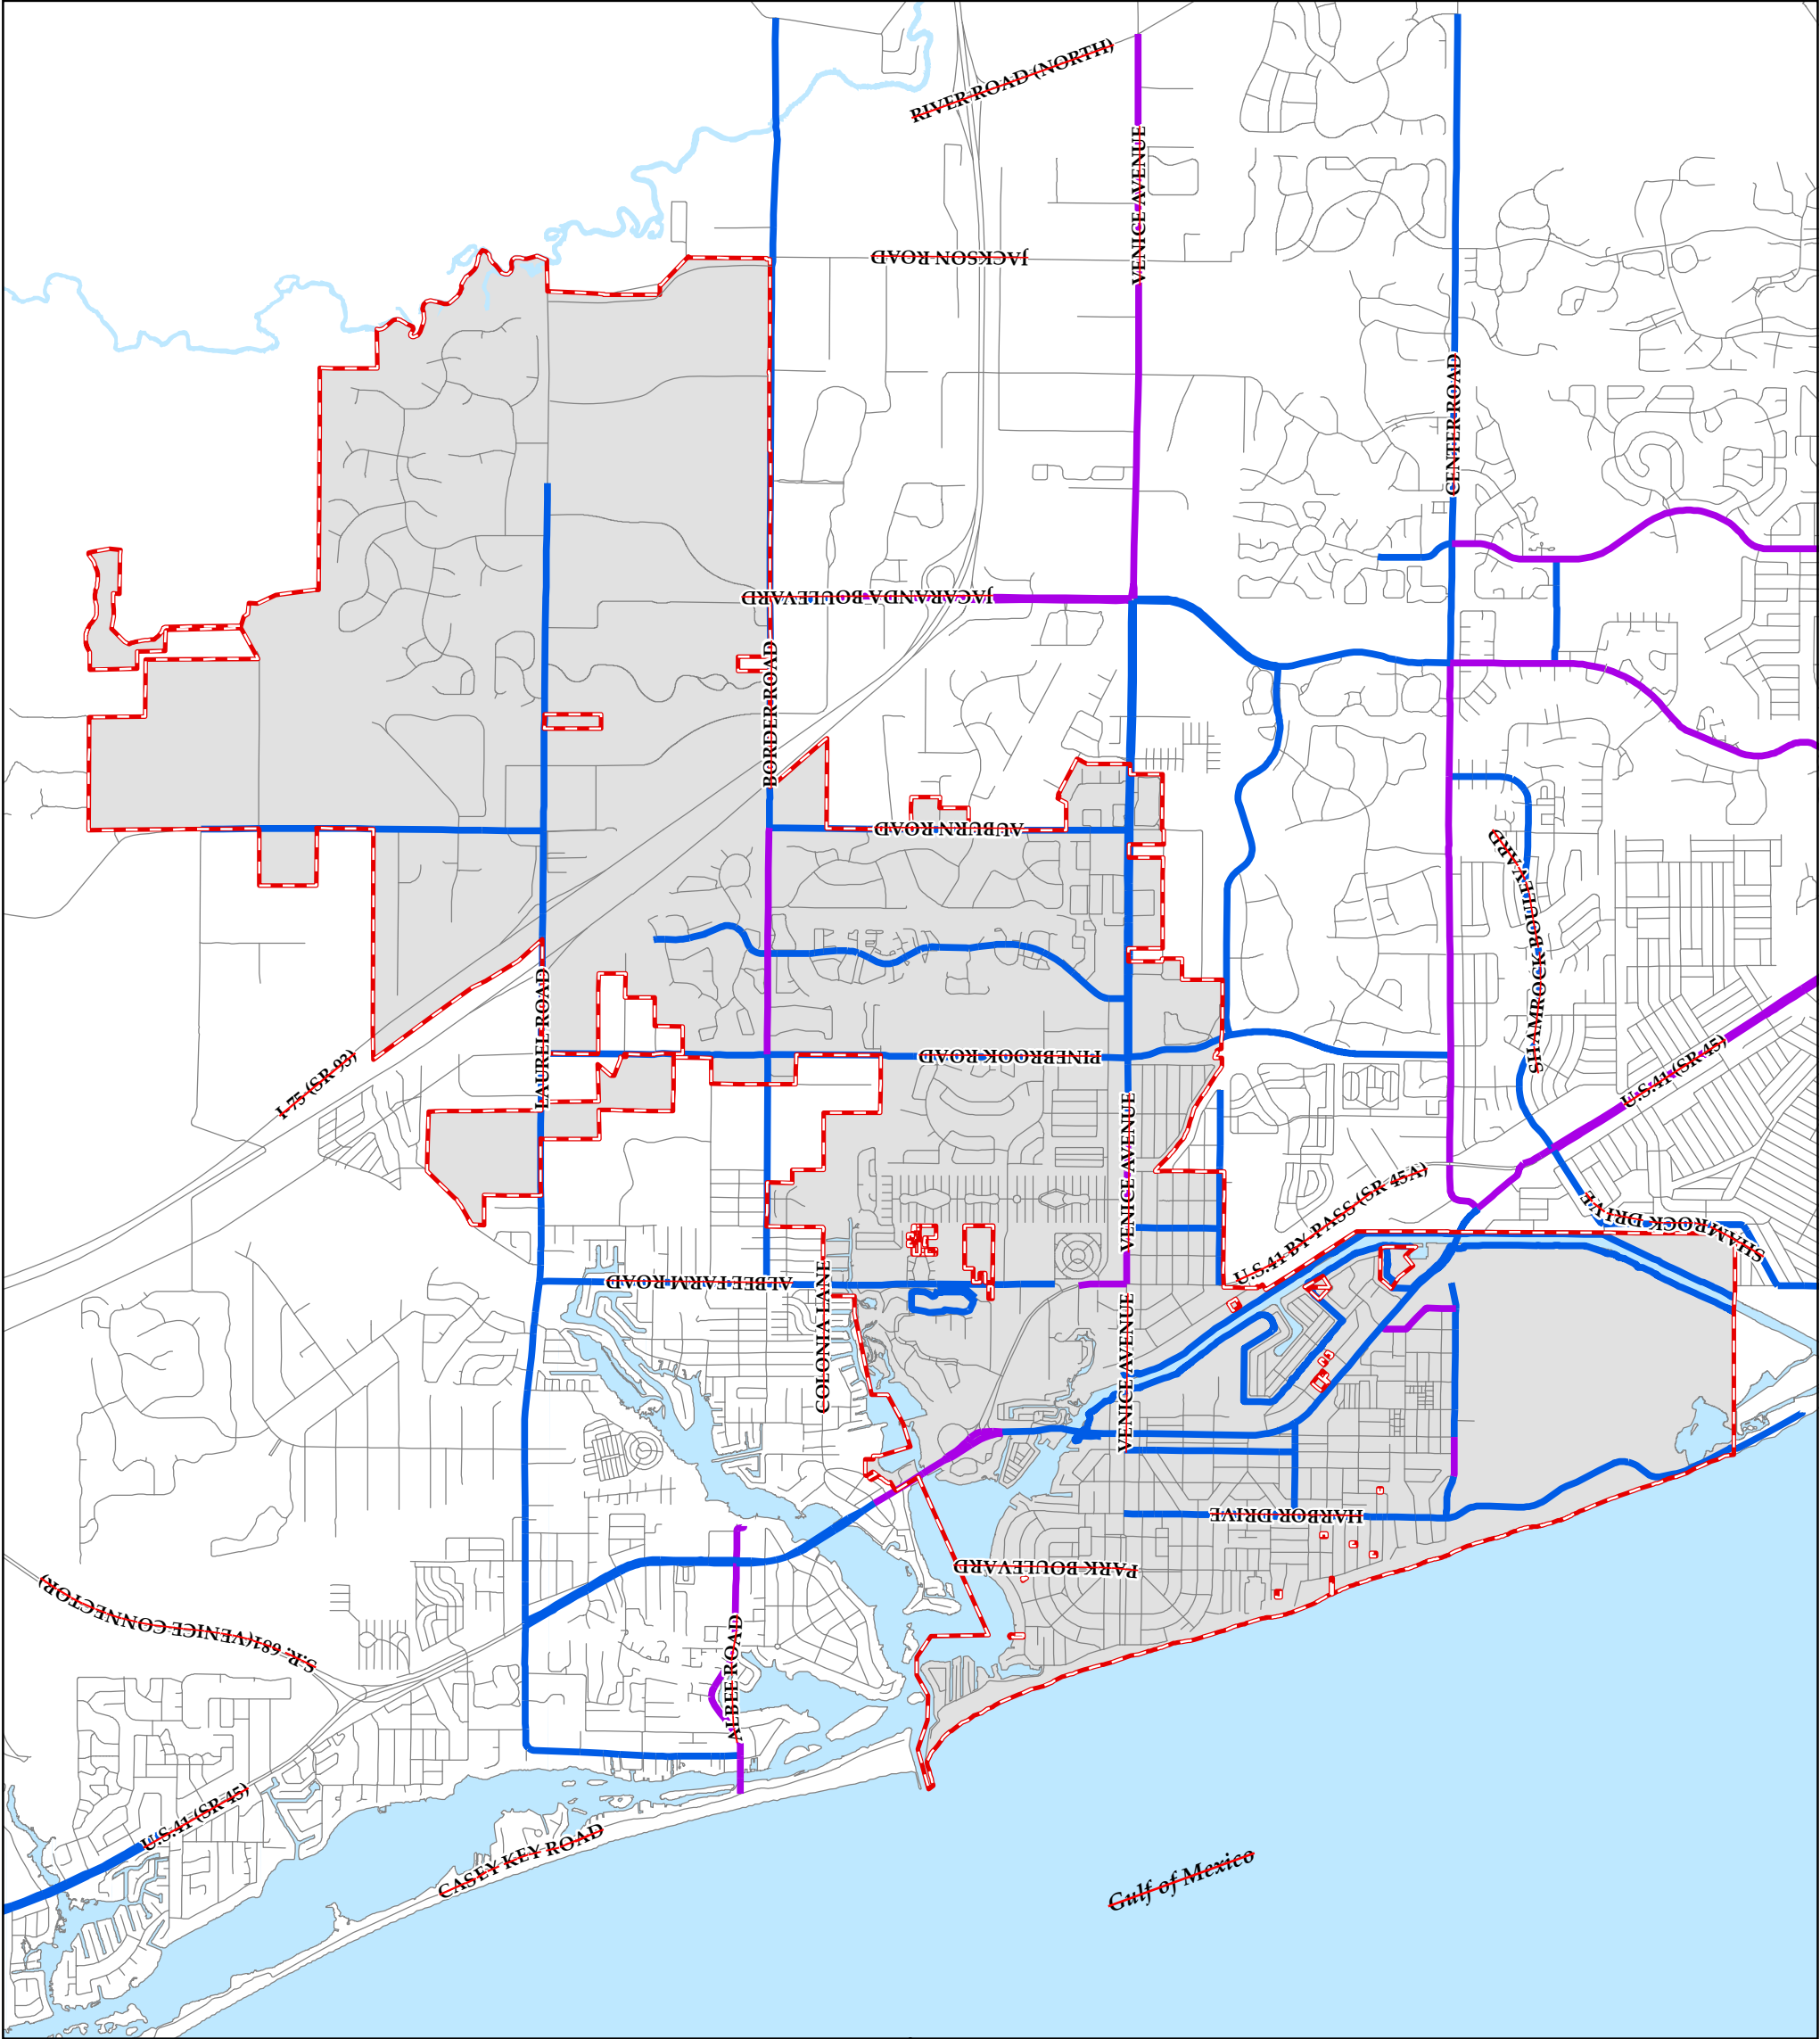 RIVER ROAD (NORTH)
VENICE AVENUE
JACKSON ROAD
CENTER ROAD
JACARANDA BOULEVARD
BORDER ROAD
AUBURN ROAD
SHAMROCK BOULEVARD
LAUREL ROAD
I-75 (SR 93)
PINEBROOK ROAD
U.S.41 (SR 45)
VENICE AVENUE
U.S.41 BY-PASS (SR 45A)
SHAMROCK DRIVE
ALBEE FARM ROAD
COLONIA LANE
VENICE AVENUE
HARBOR DRIVE
PARK BOULEVARD
S.R. 681(VENICE CONNECTOR)
ALBEE ROAD
U.S.41 (SR 45)
CASEY KEY ROAD
Gulf of Mexico